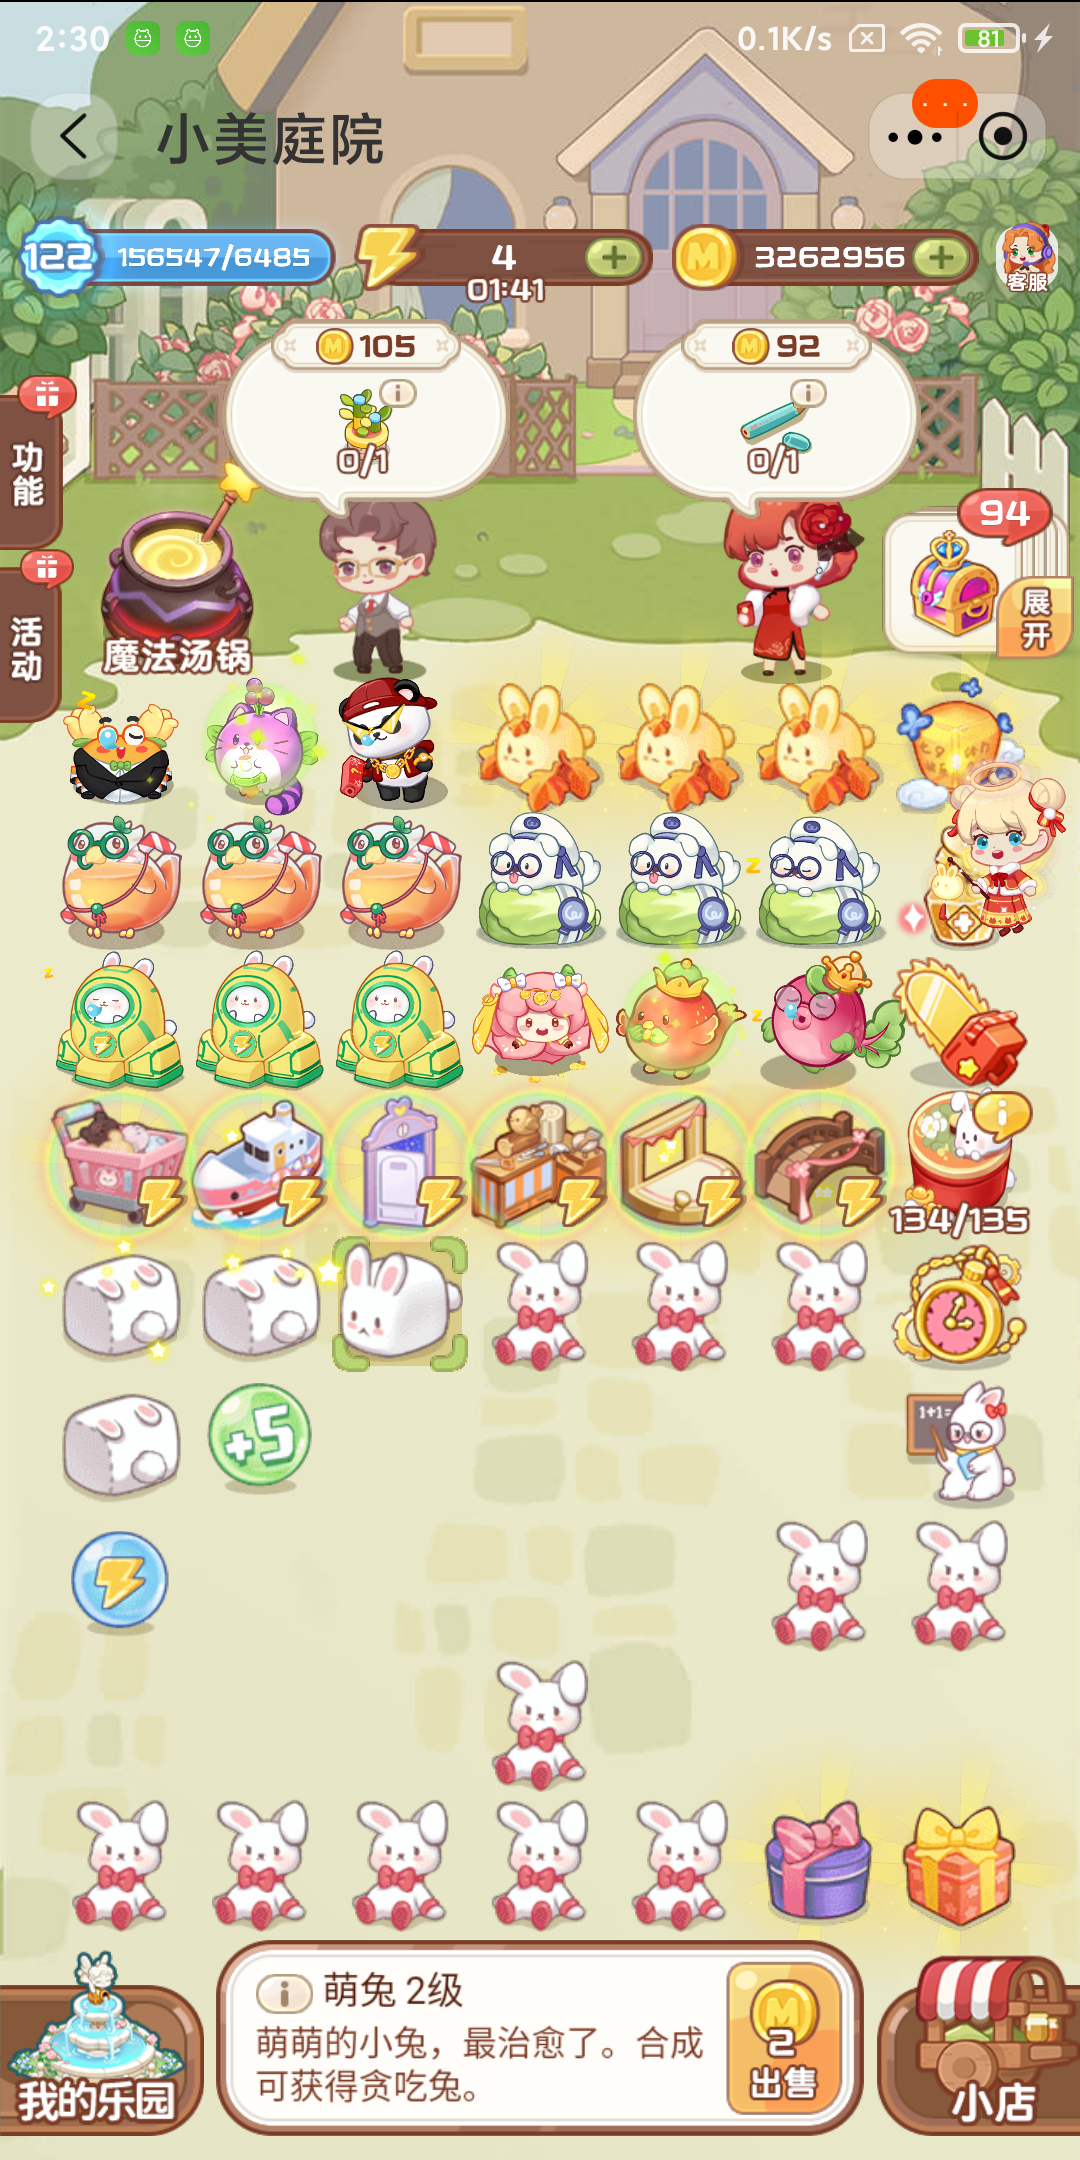 2:30
0.1K/s
81
小美庭院
122
156547/6485
4
01:41
3262956
客服
105
92
0/1
0/1
功能
活动
94
展开
魔法汤锅
134/135
1+1=
+5
萌兔 2级
萌萌的小兔，最治愈了。合成
可获得贪吃兔。
2
出售
我的乐园
小店